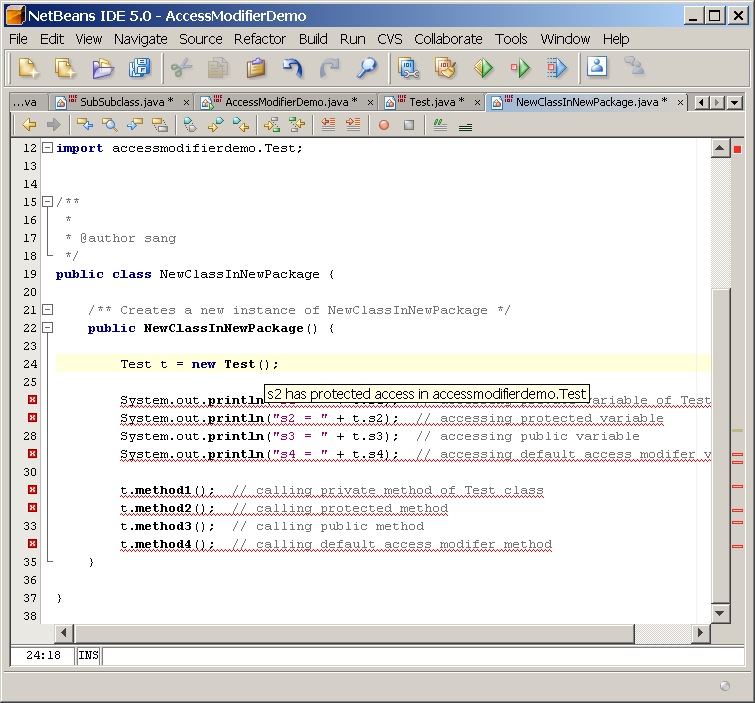 NetBeans IDE 5.0 - AccessModifierDemo
File Edit View Navigate Source Refactor Build Run CVS Collaborate Tools Window Help
...va SubSubclass.java * AccessModifierDemo.java * Test.java * NewClassInNewPackage.java *
12 import accessmodifierdemo.Test;
13
14
15 /**
16 *
17 * @author sang
18 */
19 public class NewClassInNewPackage {
20
21 /** Creates a new instance of NewClassInNewPackage */
22 public NewClassInNewPackage() {
23
24 Test t = new Test();
25
s2 has protected access in accessmodifierdemo.Test
System.out.println variable of Test
System.out.println("s2 = " + t.s2); // accessing protected variable
28 System.out.println("s3 = " + t.s3); // accessing public variable
System.out.println("s4 = " + t.s4); // accessing default access modifer v
30
t.method1(); // calling private method of Test class
t.method2(); // calling protected method
33 t.method3(); // calling public method
t.method4(); // calling default access modifer method
35 }
36
37 }
38
24:18 INS